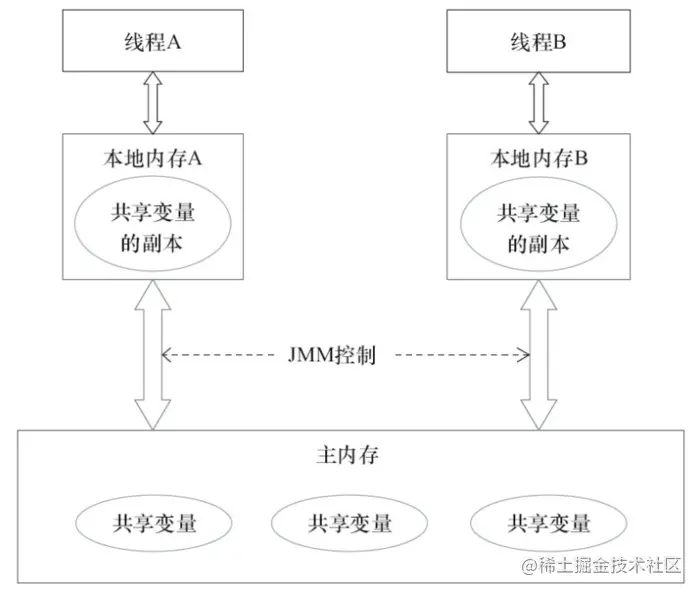 线程A
线程B
本地内存A
本地内存B
共享变量
的副本
共享变量
的副本
JMM控制
主内存
共享变量
共享变量
共享变量
@稀土掘金技术社区